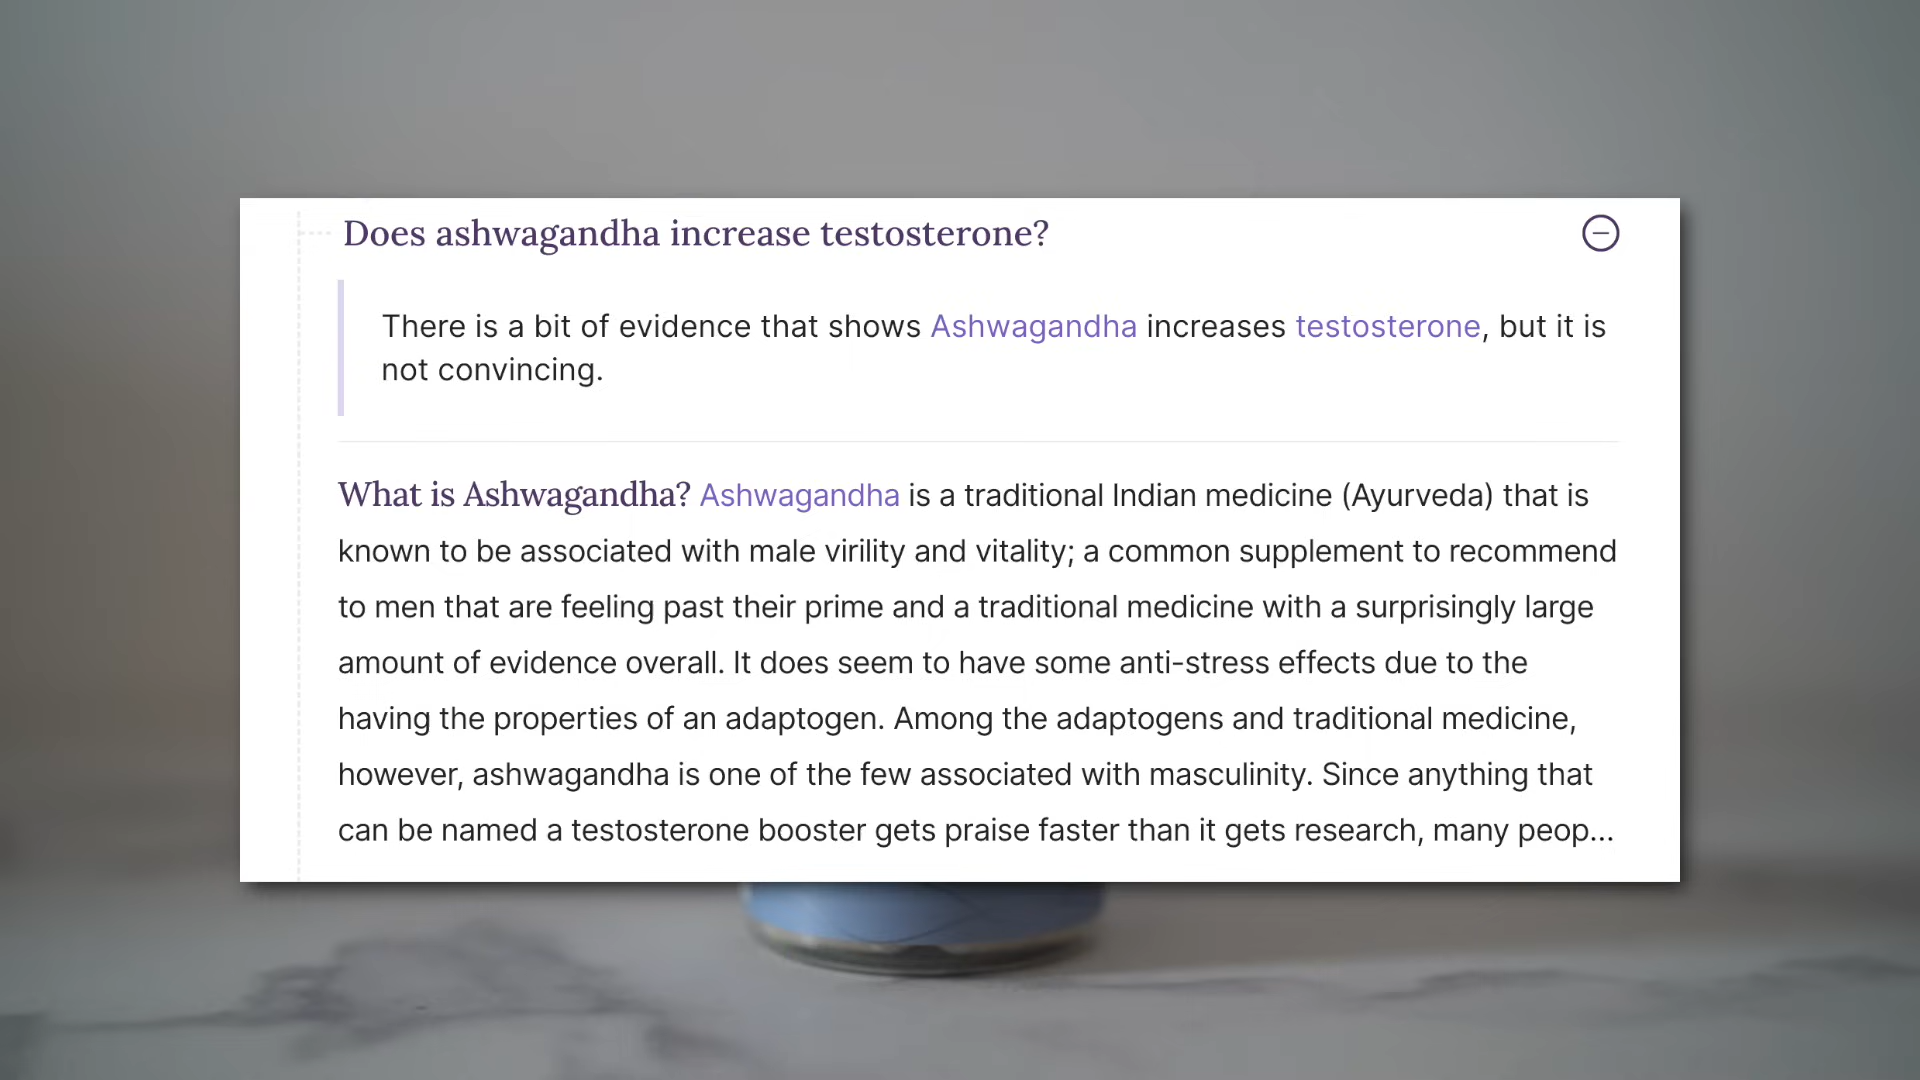 Does ashwagandha increase testosterone?
There is a bit of evidence that shows Ashwagandha increases testosterone, but it is
not convincing.
What is Ashwagandha? Ashwagandha is a traditional Indian medicine (Ayurveda) that is
known to be associated with male virility and vitality; a common supplement to recommend
to men that are feeling past their prime and a traditional medicine with a surprisingly large
amount of evidence overall. It does seem to have some anti-stress effects due to the
having the properties of an adaptogen. Among the adaptogens and traditional medicine,
however, ashwagandha is one of the few associated with masculinity. Since anything that
can be named a testosterone booster gets praise faster than it gets research, many peop...